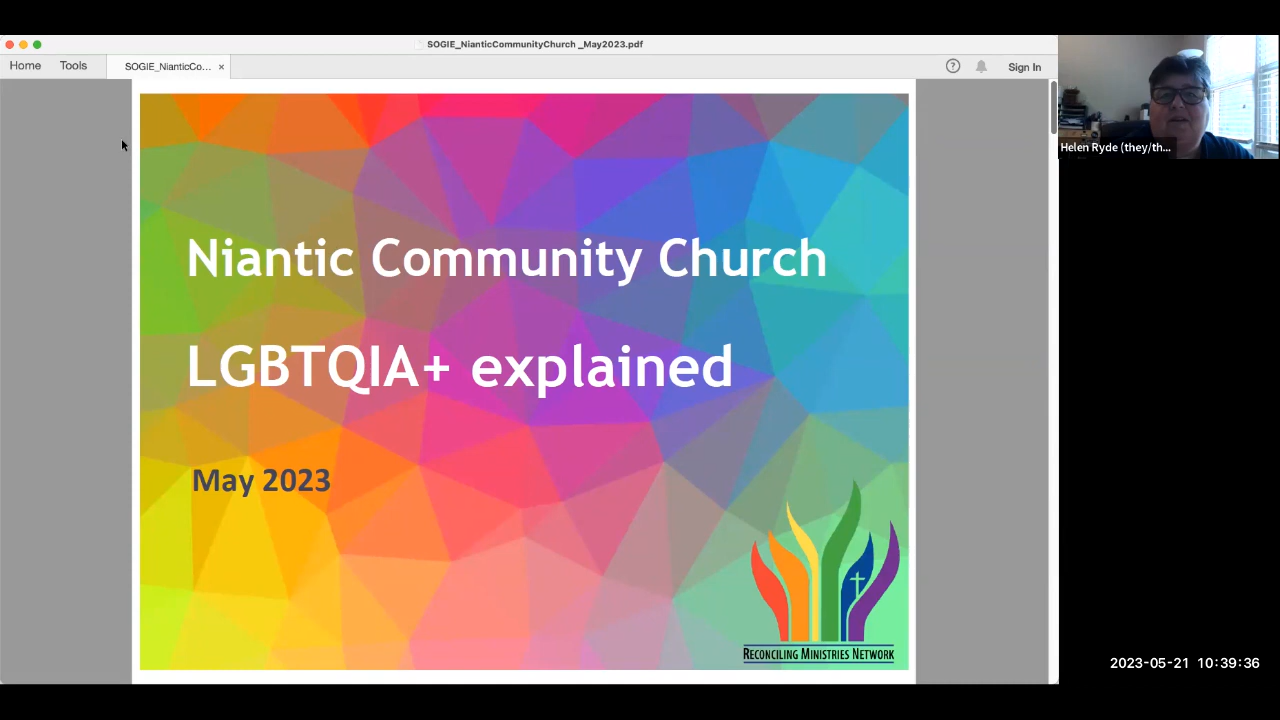 SOGIE_NianticCommunityChurch _May2023.pdf
Home
Tools
SOGIE_NianticCo... ×
?
Sign In
Helen Ryde (they/th...
Niantic Community Church
LGBTQIA+ explained
May 2023
RECONCILING MINISTRIES NETWORK
2023-05-21 10:39:36